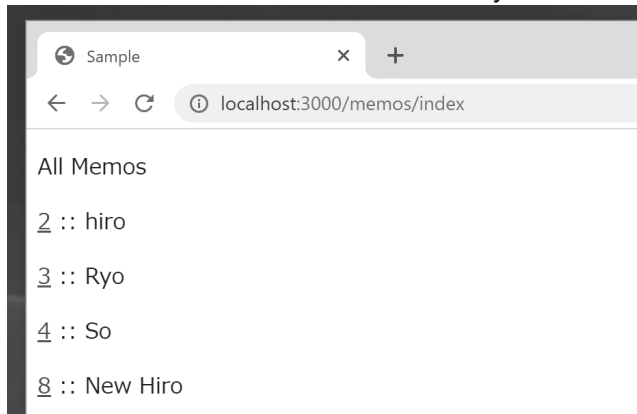 Sample
localhost:3000/memos/index
All Memos
2 :: hiro
3 :: Ryo
4 :: So
8 :: New Hiro